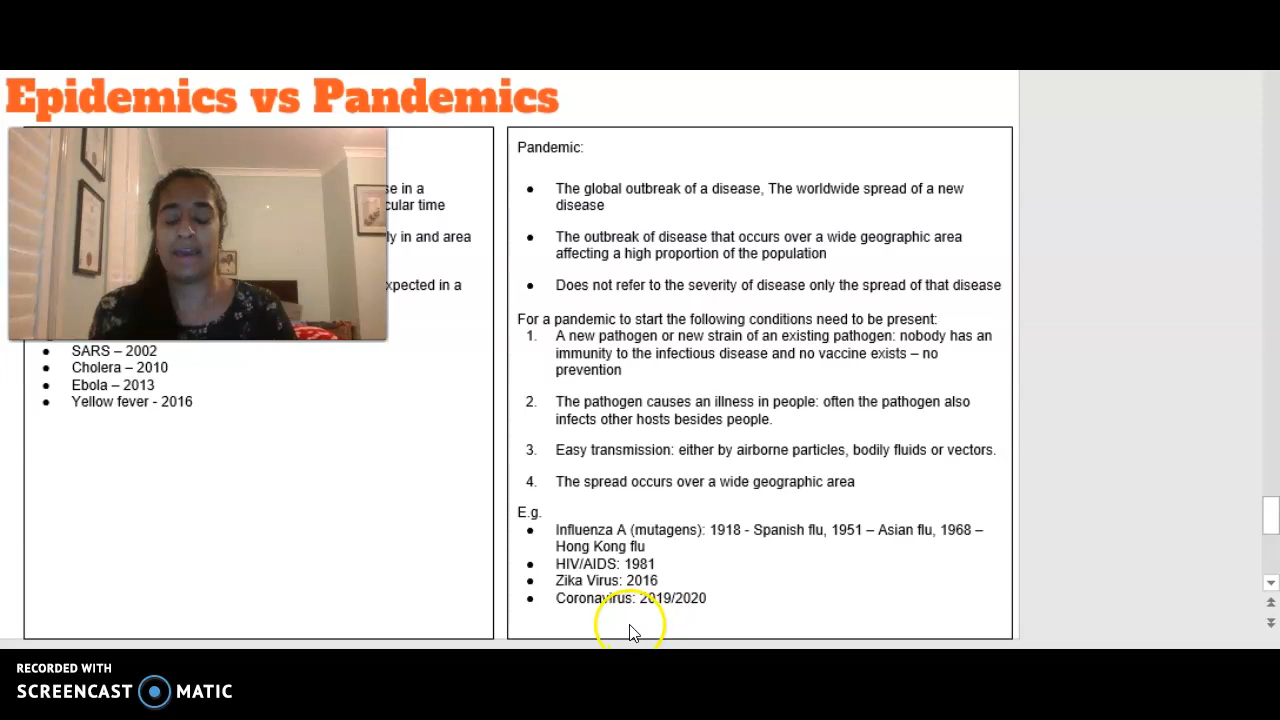 Epidemics vs Pandemics
se in a
cular time
ly in and area
xpected in a
SARS – 2002
Cholera – 2010
Ebola – 2013
Yellow fever - 2016
Pandemic:
The global outbreak of a disease, The worldwide spread of a new
disease
The outbreak of disease that occurs over a wide geographic area
affecting a high proportion of the population
Does not refer to the severity of disease only the spread of that disease
For a pandemic to start the following conditions need to be present:
1. A new pathogen or new strain of an existing pathogen: nobody has an
immunity to the infectious disease and no vaccine exists – no
prevention
2. The pathogen causes an illness in people: often the pathogen also
infects other hosts besides people.
3. Easy transmission: either by airborne particles, bodily fluids or vectors.
4. The spread occurs over a wide geographic area
E.g.
Influenza A (mutagens): 1918 - Spanish flu, 1951 – Asian flu, 1968 –
Hong Kong flu
HIV/AIDS: 1981
Zika Virus: 2016
Coronavirus: 2019/2020
RECORDED WITH
SCREENCAST MATIC